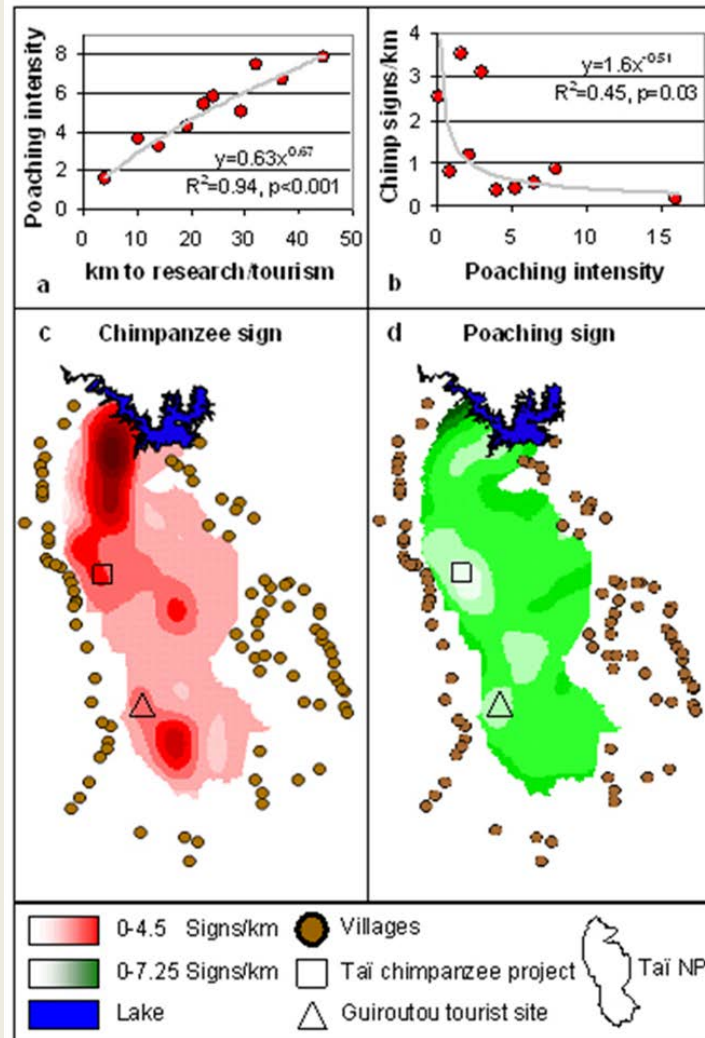 8
6
4
2
0
Poaching intensity
y=0.63x^0.67
R²=0.94, p<0.001
0 10 20 30 40 50
a km to research/tourism
4
3
2
1
0
Chimp signs/km
y=1.6x^-0.51
R²=0.45, p=0.03
0 5 10 15
b Poaching intensity
c Chimpanzee sign
d Poaching sign
0-4.5 Signs/km
0-7.25 Signs/km
Lake
Villages
Taï chimpanzee project
Guiroutou tourist site
Taï NP